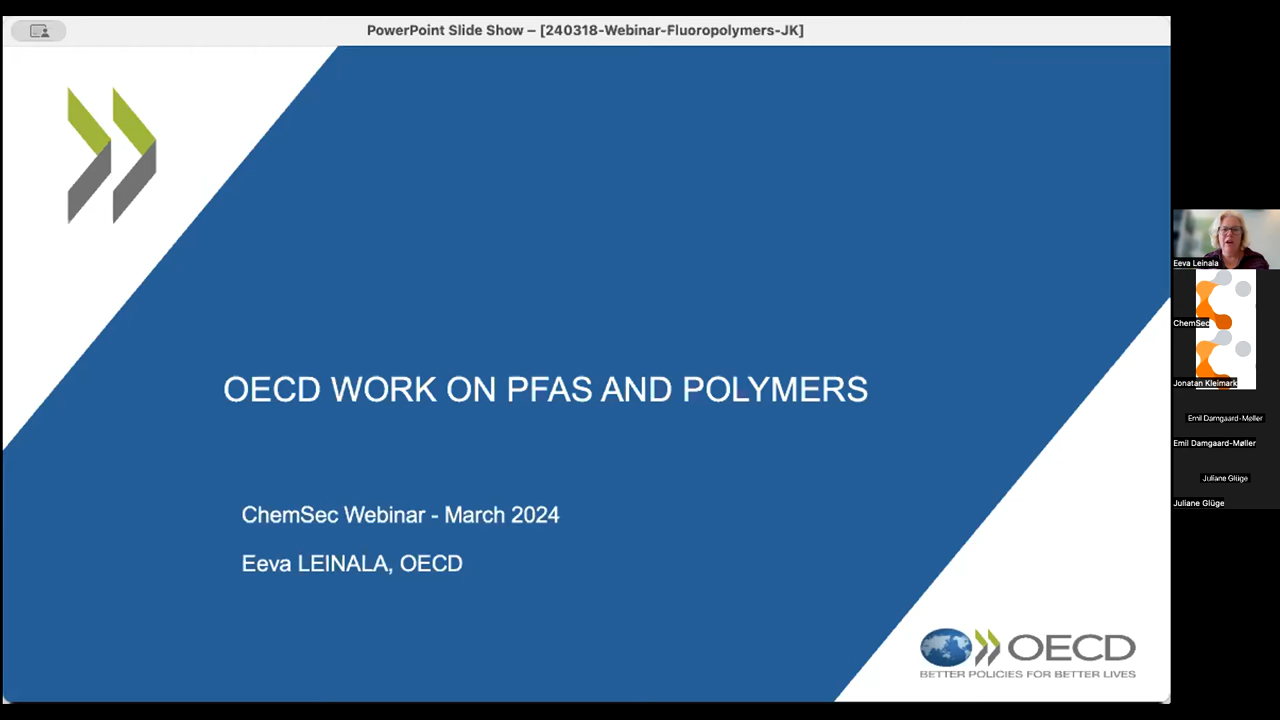 PowerPoint Slide Show – [240318-Webinar-Fluoropolymers-JK]
OECD WORK ON PFAS AND POLYMERS
ChemSec Webinar - March 2024
Eeva LEINALA, OECD
OECD
BETTER POLICIES FOR BETTER LIVES
Eeva Leinala
ChemSec
Jonatan Kleimark
Emil Damgaard-Møller
Emil Damgaard-Møller
Juliane Glüge
Juliane Glüge